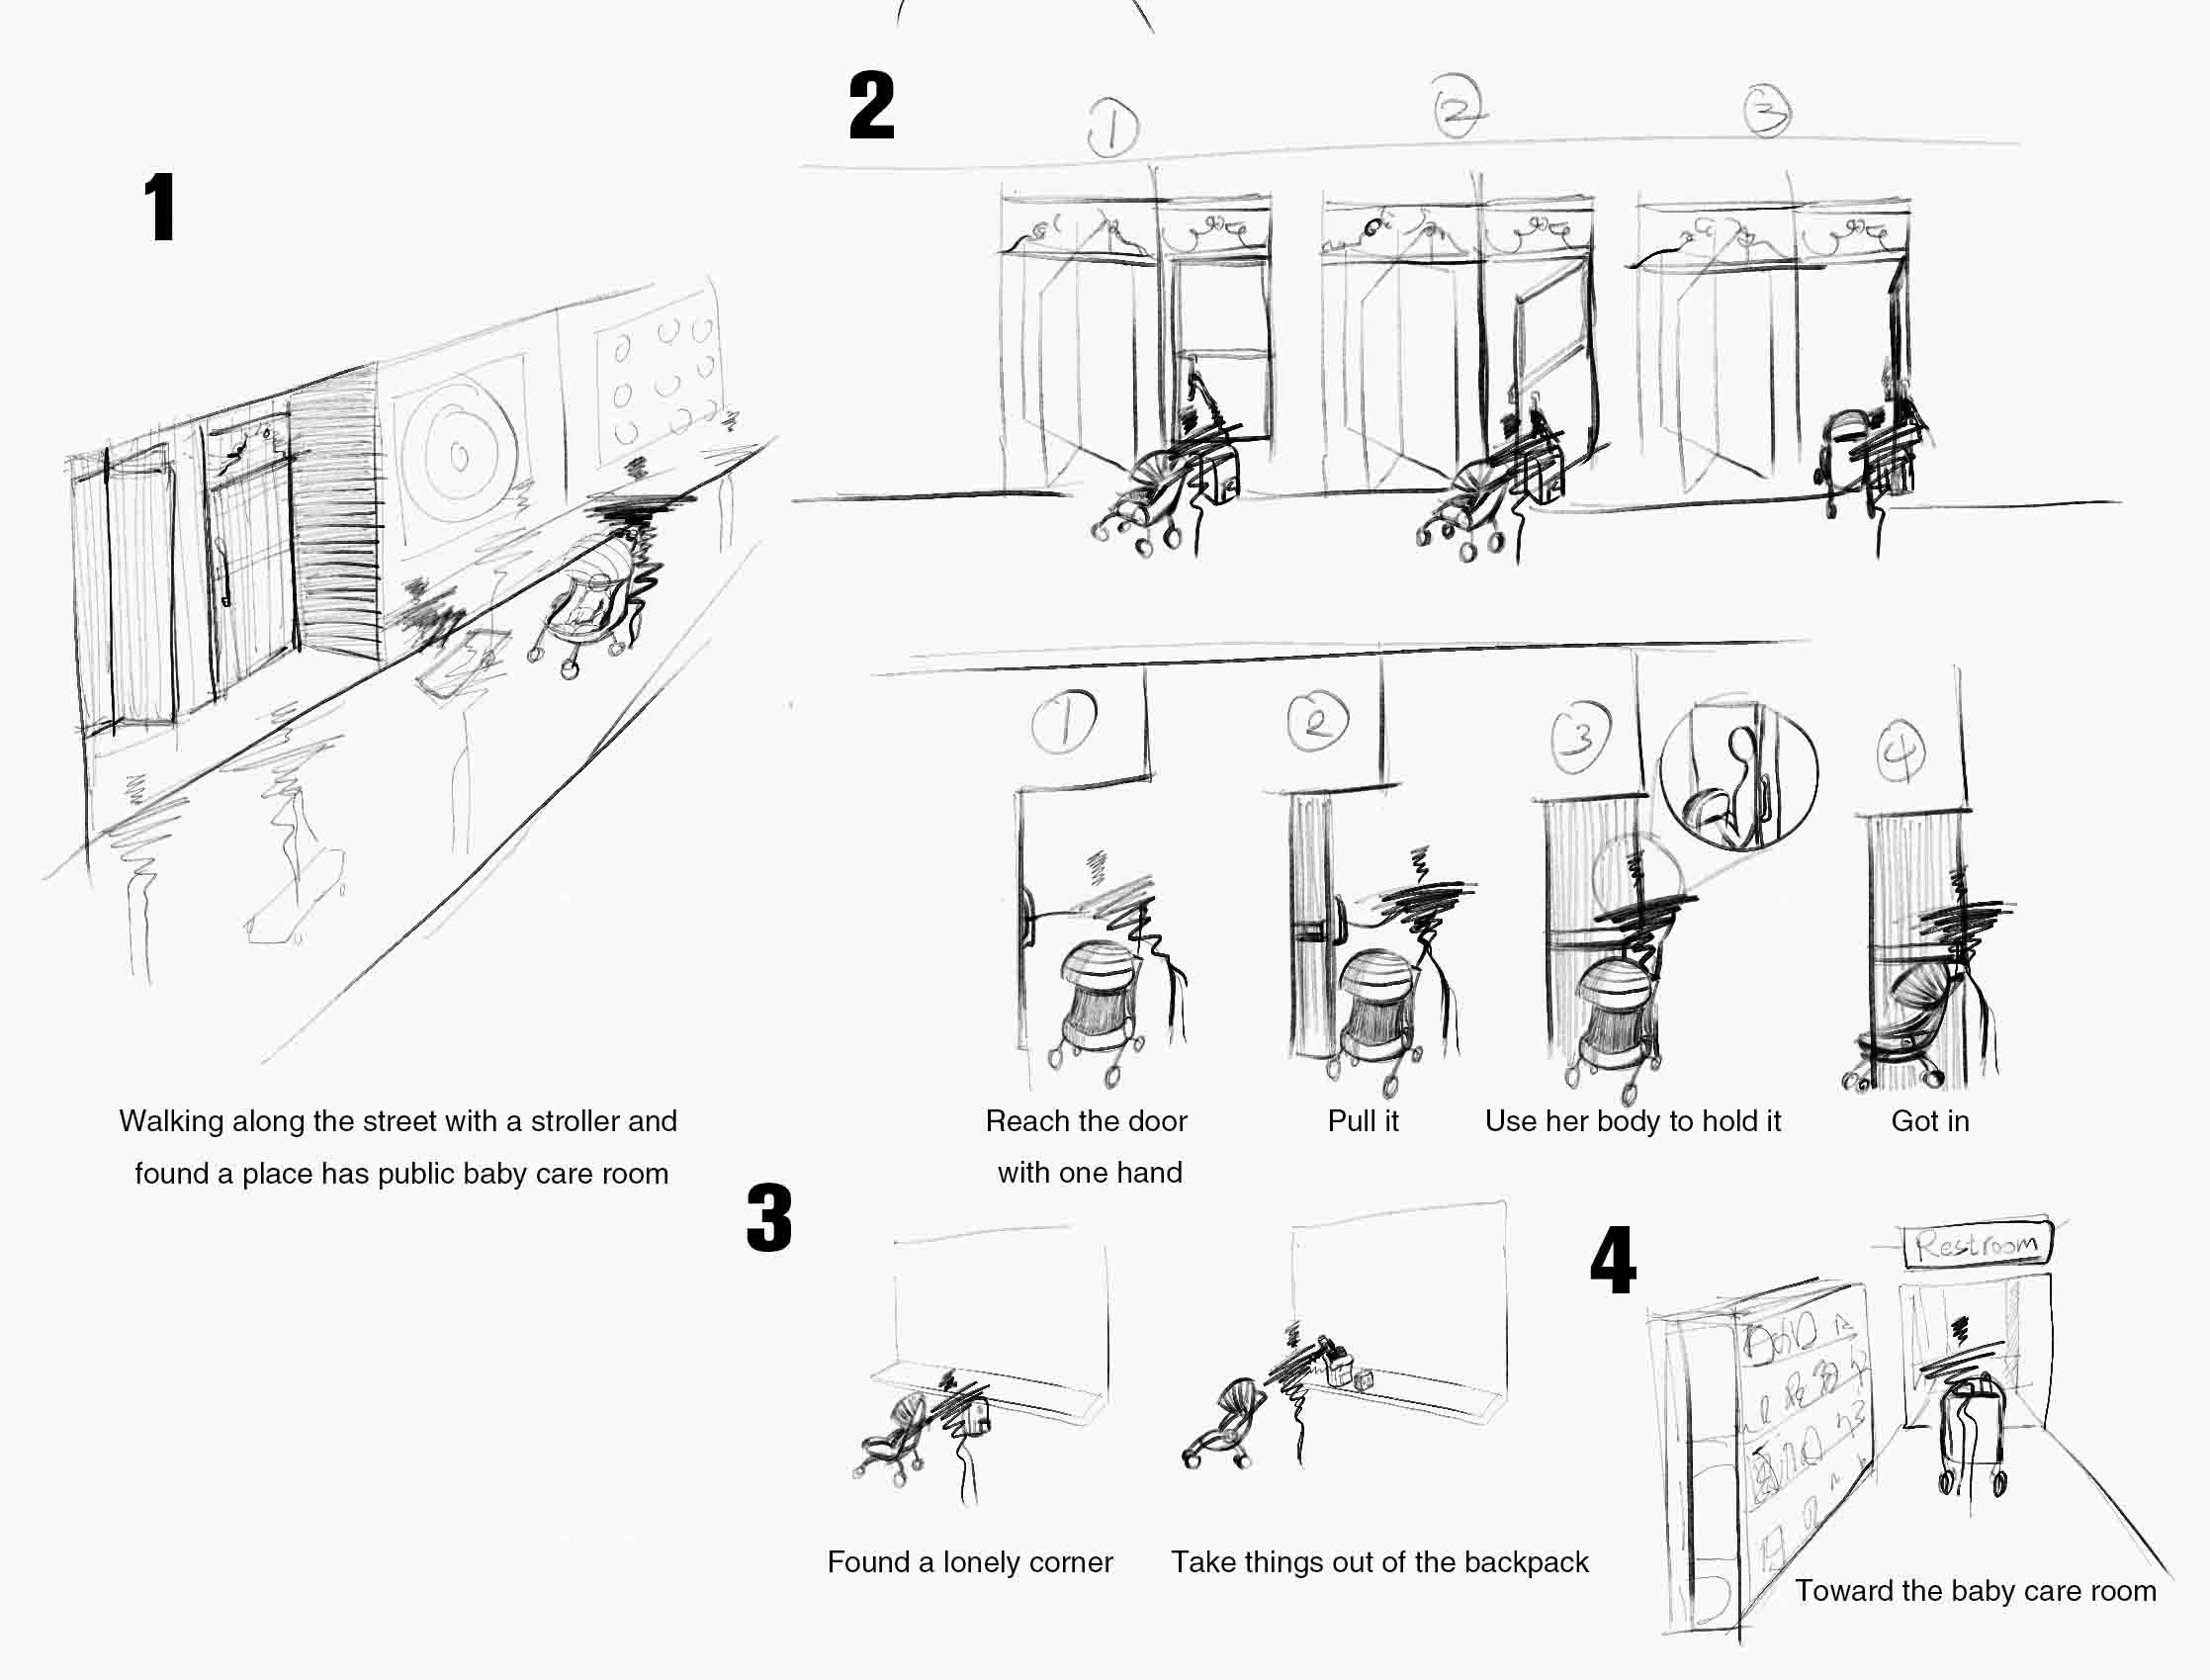 1
Walking along the street with a stroller and
found a place has public baby care room
2
1
2
3
1
2
3
4
Reach the door
with one hand
Pull it
Use her body to hold it
Got in
3
Found a lonely corner
Take things out of the backpack
4
Restroom
Toward the baby care room